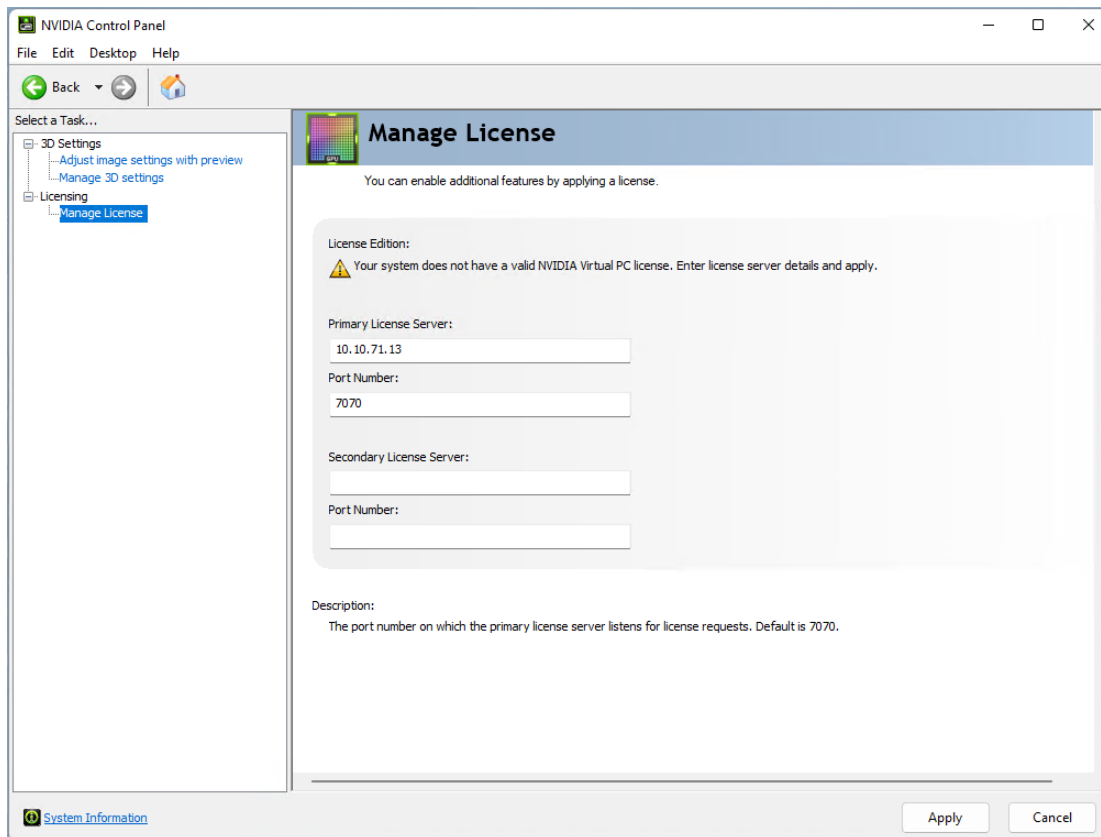 NVIDIA Control Panel
File Edit Desktop Help
Back
Select a Task...
3D Settings
Adjust image settings with preview
Manage 3D settings
Licensing
Manage License
GPU
Manage License
You can enable additional features by applying a license.
License Edition:
Your system does not have a valid NVIDIA Virtual PC license. Enter license server details and apply.
Primary License Server:
10.10.71.13
Port Number:
7070
Secondary License Server:
Port Number:
Description:
The port number on which the primary license server listens for license requests. Default is 7070.
System Information
Apply Cancel